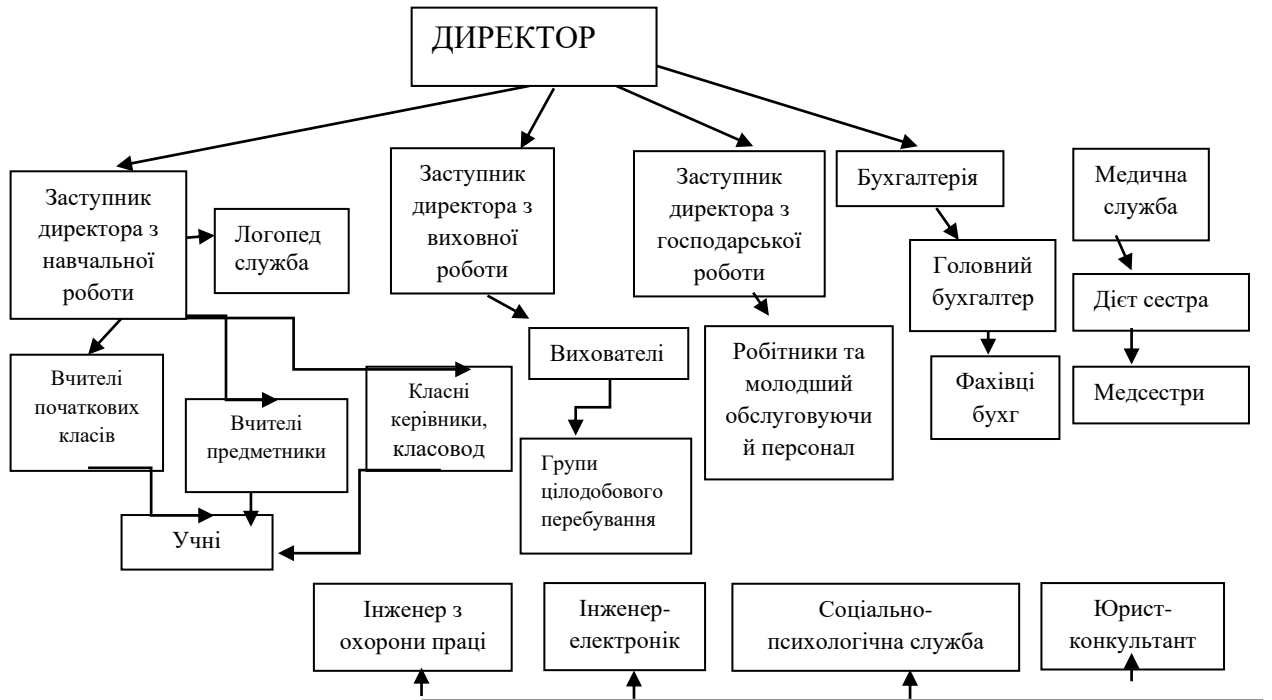 ДИРЕКТОР
Заступник
директора з
навчальної
роботи
Логопед
служба
Заступник
директора з
виховної
роботи
Заступник
директора з
господарської
роботи
Бухгалтерія
Медична
служба
Головний
бухгалтер
Дієт сестра
Вчителі
початкових
класів
Вчителі
предметники
Класні
керівники,
класовод
Вихователі
Робітники та
молодший
обслуговуючи
й персонал
Фахівці
бухг
Медсестри
Групи
цілодобового
перебування
Учні
Інженер з
охорони праці
Інженер-
електронік
Соціально-
психологічна служба
Юрист-
конкультант